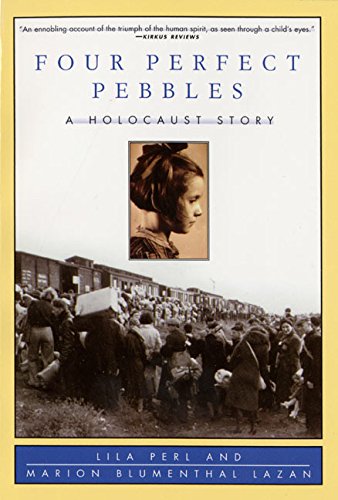 "An ennobling account of the triumph of the human spirit, as seen through a child's eyes."
—KIRKUS REVIEWS
FOUR PERFECT
PEBBLES
A HOLOCAUST STORY
LILA PERL AND
MARION BLUMENTHAL LAZAN